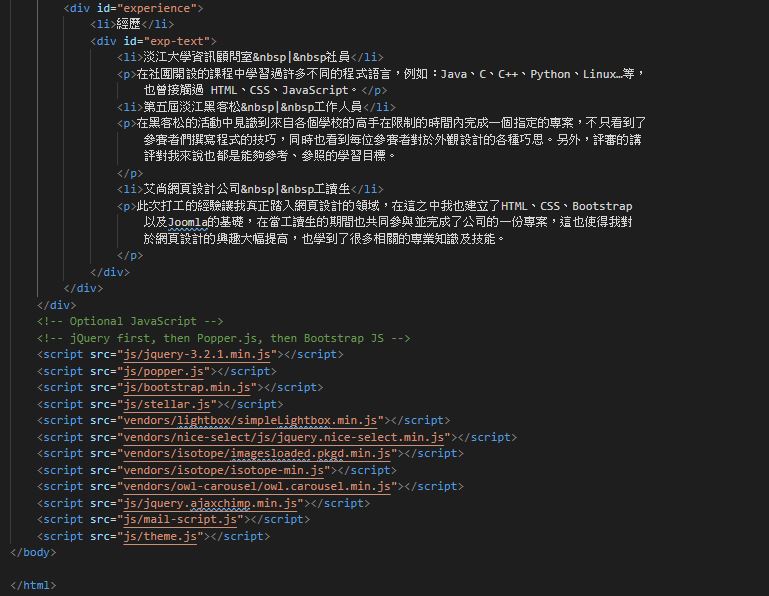 <div id="experience">
<li>經歷</li>
<div id="exp-text">
<li>淡江大學資訊顧問室&nbsp|&nbsp社員</li>
<p>在社團開設的課程中學習過許多不同的程式語言，例如：Java、C、C++、Python、Linux…等，
也曾接觸過 HTML、CSS、JavaScript。</p>
<li>第五屆淡江黑客松&nbsp|&nbsp工作人員</li>
<p>在黑客松的活動中見識到來自各個學校的高手在限制的時間內完成一個指定的專案，不只看到了
參賽者們撰寫程式的技巧，同時也看到每位參賽者對於外觀設計的各種巧思。另外，評審的講
評對我來說也都是能夠參考、參照的學習目標。
</p>
<li>艾尚網頁設計公司&nbsp|&nbsp工讀生</li>
<p>此次打工的經驗讓我真正踏入網頁設計的領域，在這之中我也建立了HTML、CSS、Bootstrap
以及Joomla的基礎，在當工讀生的期間也共同參與並完成了公司的一份專案，這也使得我對
於網頁設計的興趣大幅提高，也學到了很多相關的專業知識及技能。
</p>
</div>
</div>
</div>
<!-- Optional JavaScript -->
<!-- jQuery first, then Popper.js, then Bootstrap JS -->
<script src="js/jquery-3.2.1.min.js"></script>
<script src="js/popper.js"></script>
<script src="js/bootstrap.min.js"></script>
<script src="js/stellar.js"></script>
<script src="vendors/lightbox/simpleLightbox.min.js"></script>
<script src="vendors/nice-select/js/jquery.nice-select.min.js"></script>
<script src="vendors/isotope/imagesloaded.pkgd.min.js"></script>
<script src="vendors/isotope/isotope-min.js"></script>
<script src="vendors/owl-carousel/owl.carousel.min.js"></script>
<script src="js/jquery.ajaxchimp.min.js"></script>
<script src="js/mail-script.js"></script>
<script src="js/theme.js"></script>
</body>
</html>